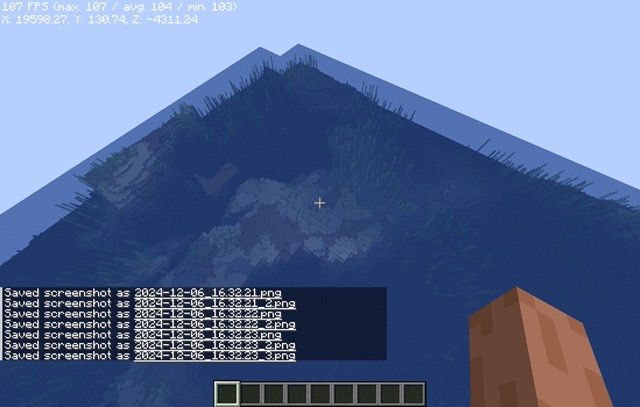 107 FPS (max. 107 / avg. 104 / min. 103)
X: 19598.27, Y: 130.74, Z: -4311.24
Saved screenshot as 2024-12-06_16.32.21.png
Saved screenshot as 2024-12-06_16.32.21_2.png
Saved screenshot as 2024-12-06_16.32.22.png
Saved screenshot as 2024-12-06_16.32.22_2.png
Saved screenshot as 2024-12-06_16.32.23.png
Saved screenshot as 2024-12-06_16.32.23_2.png
Saved screenshot as 2024-12-06_16.32.23_3.png